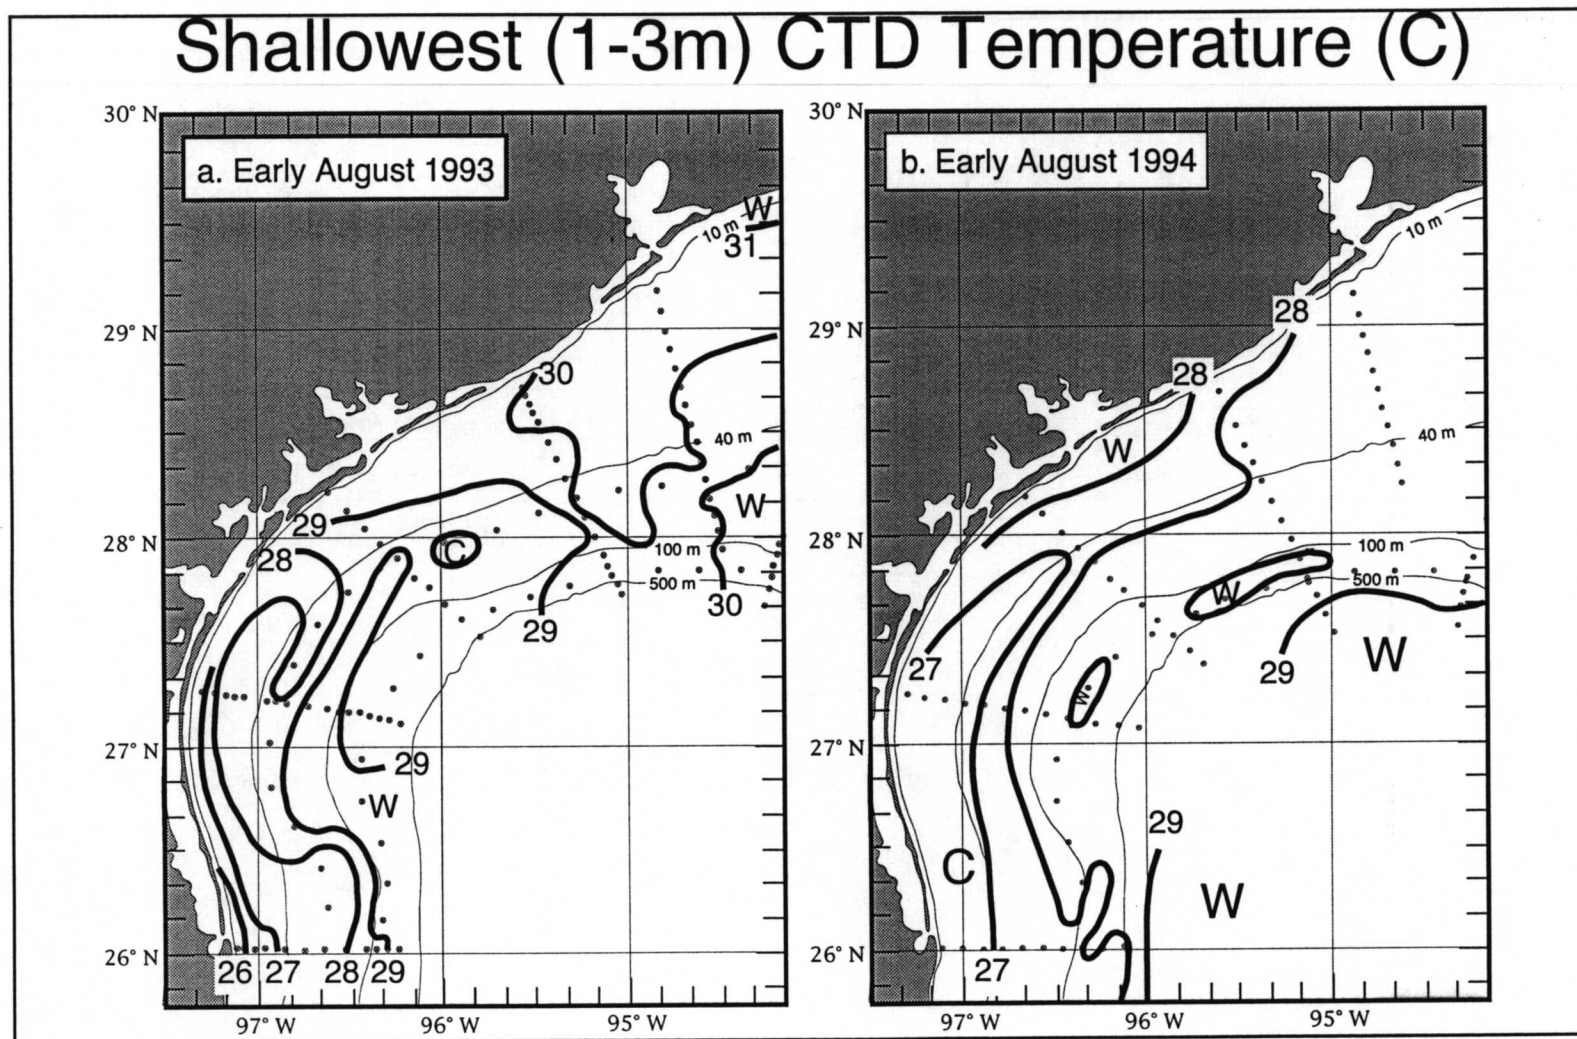 Shallowest (1-3m) CTD Temperature (C)
30° N
a. Early August 1993
W
10 m
31
29° N
30
40 m
W
29
28° N
C
28
100 m
500 m
30
29
27° N
29
W
26° N
26 27 28 29
97° W 96° W 95° W
30° N
b. Early August 1994
10 m
28
29° N
28
40 m
W
28° N
100 m
W
500 m
27
29
W
W
27° N
29
C
W
26° N
27
97° W 96° W 95° W